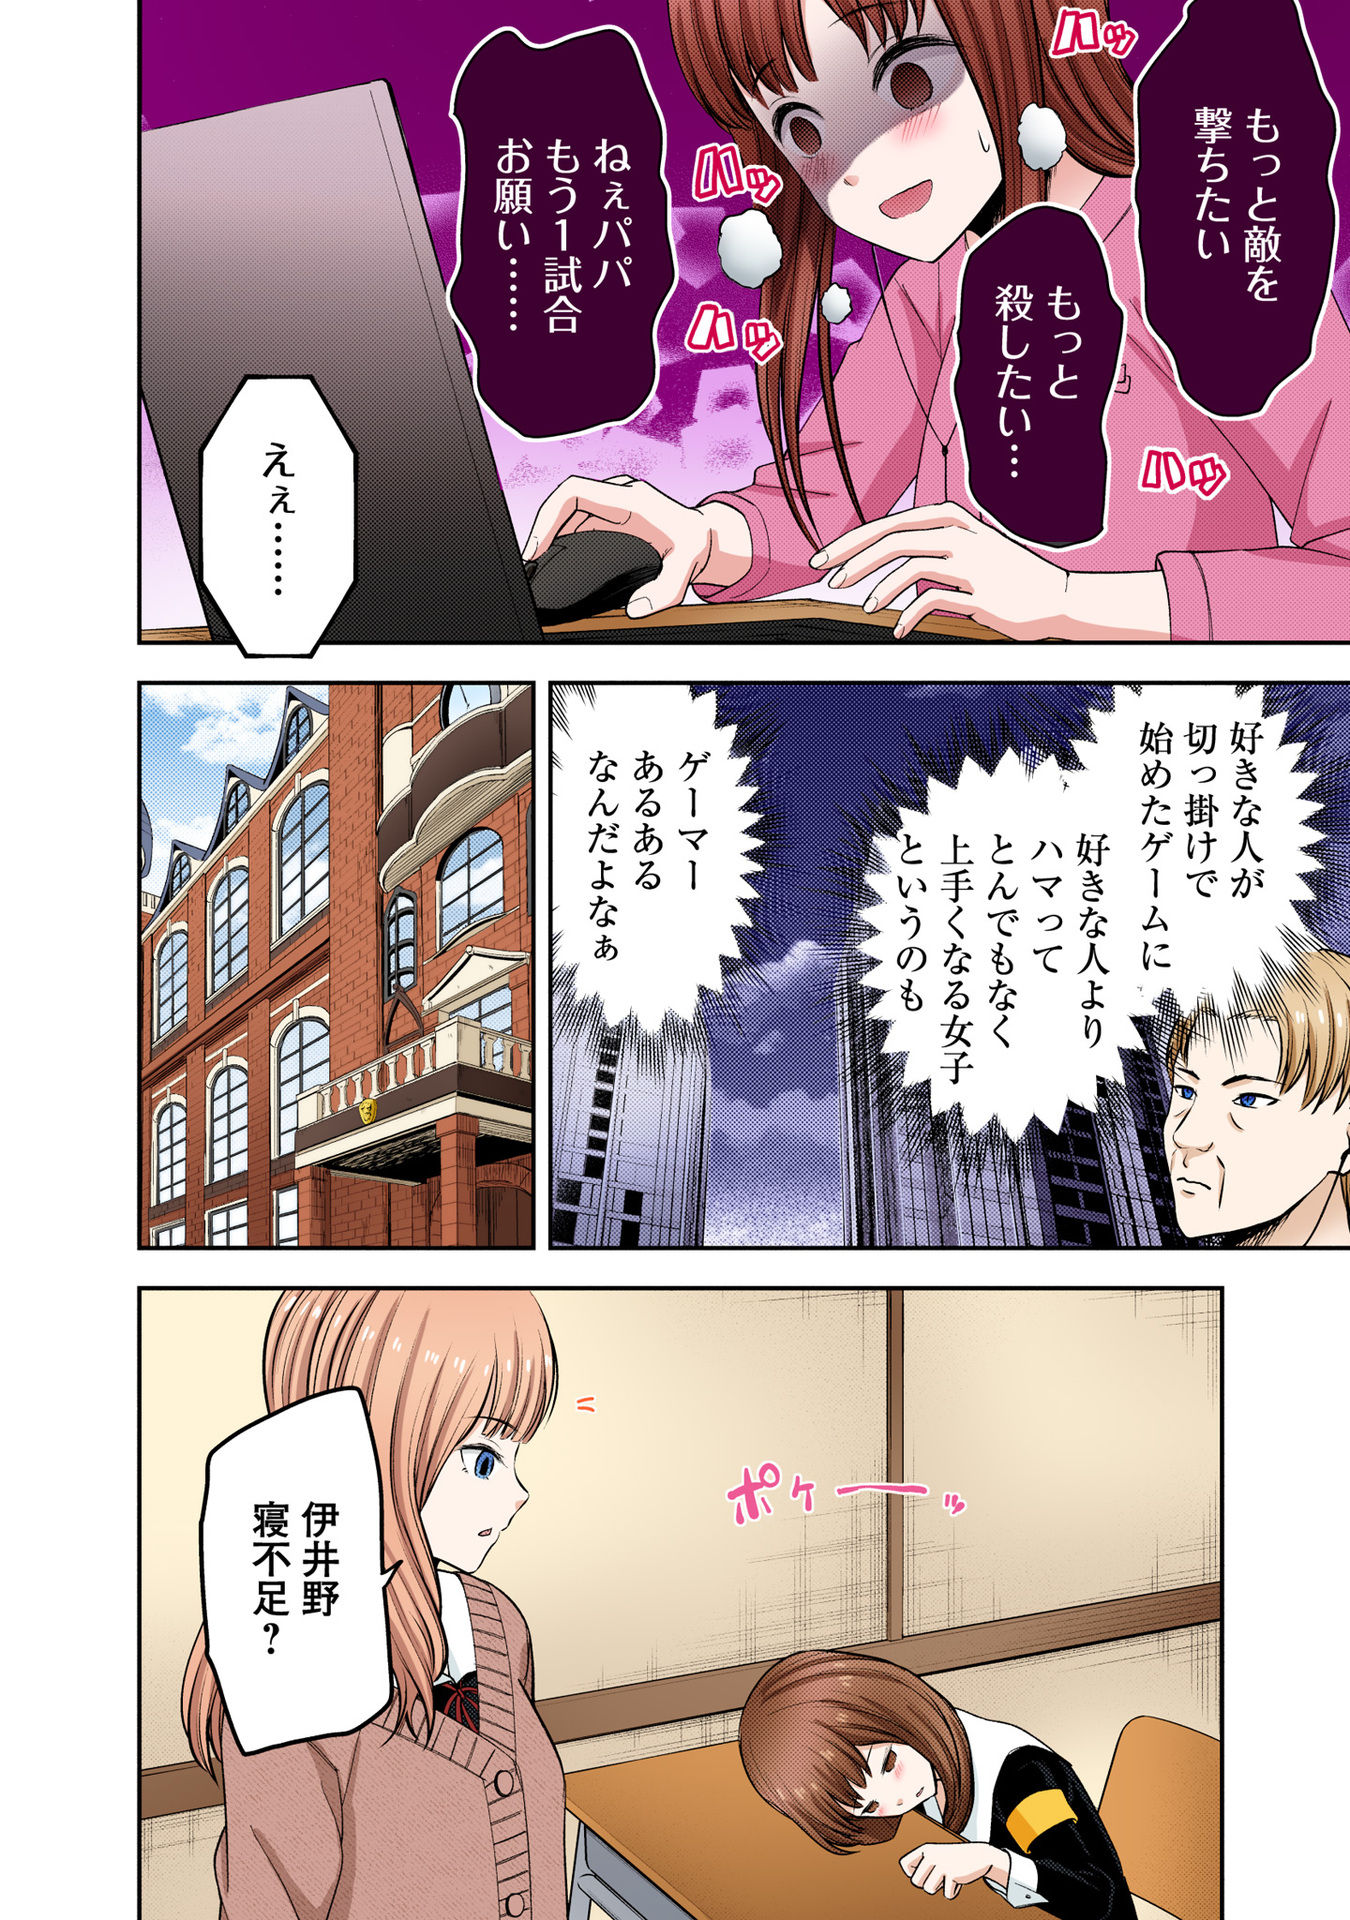 もっと敵を
撃ちたい
もっと
殺したい…
ねぇパパ
もう1試合
お願い……
ハッ
ハッ
ハッ
ハッ
ええ……
好きな人が
切っ掛けで
始めたゲームに
好きな人より
ハマって
とんでもなく
上手くなる女子
というのも
ゲーマー
あるある
なんだよなぁ
ポケーッ
伊井野
寝不足?